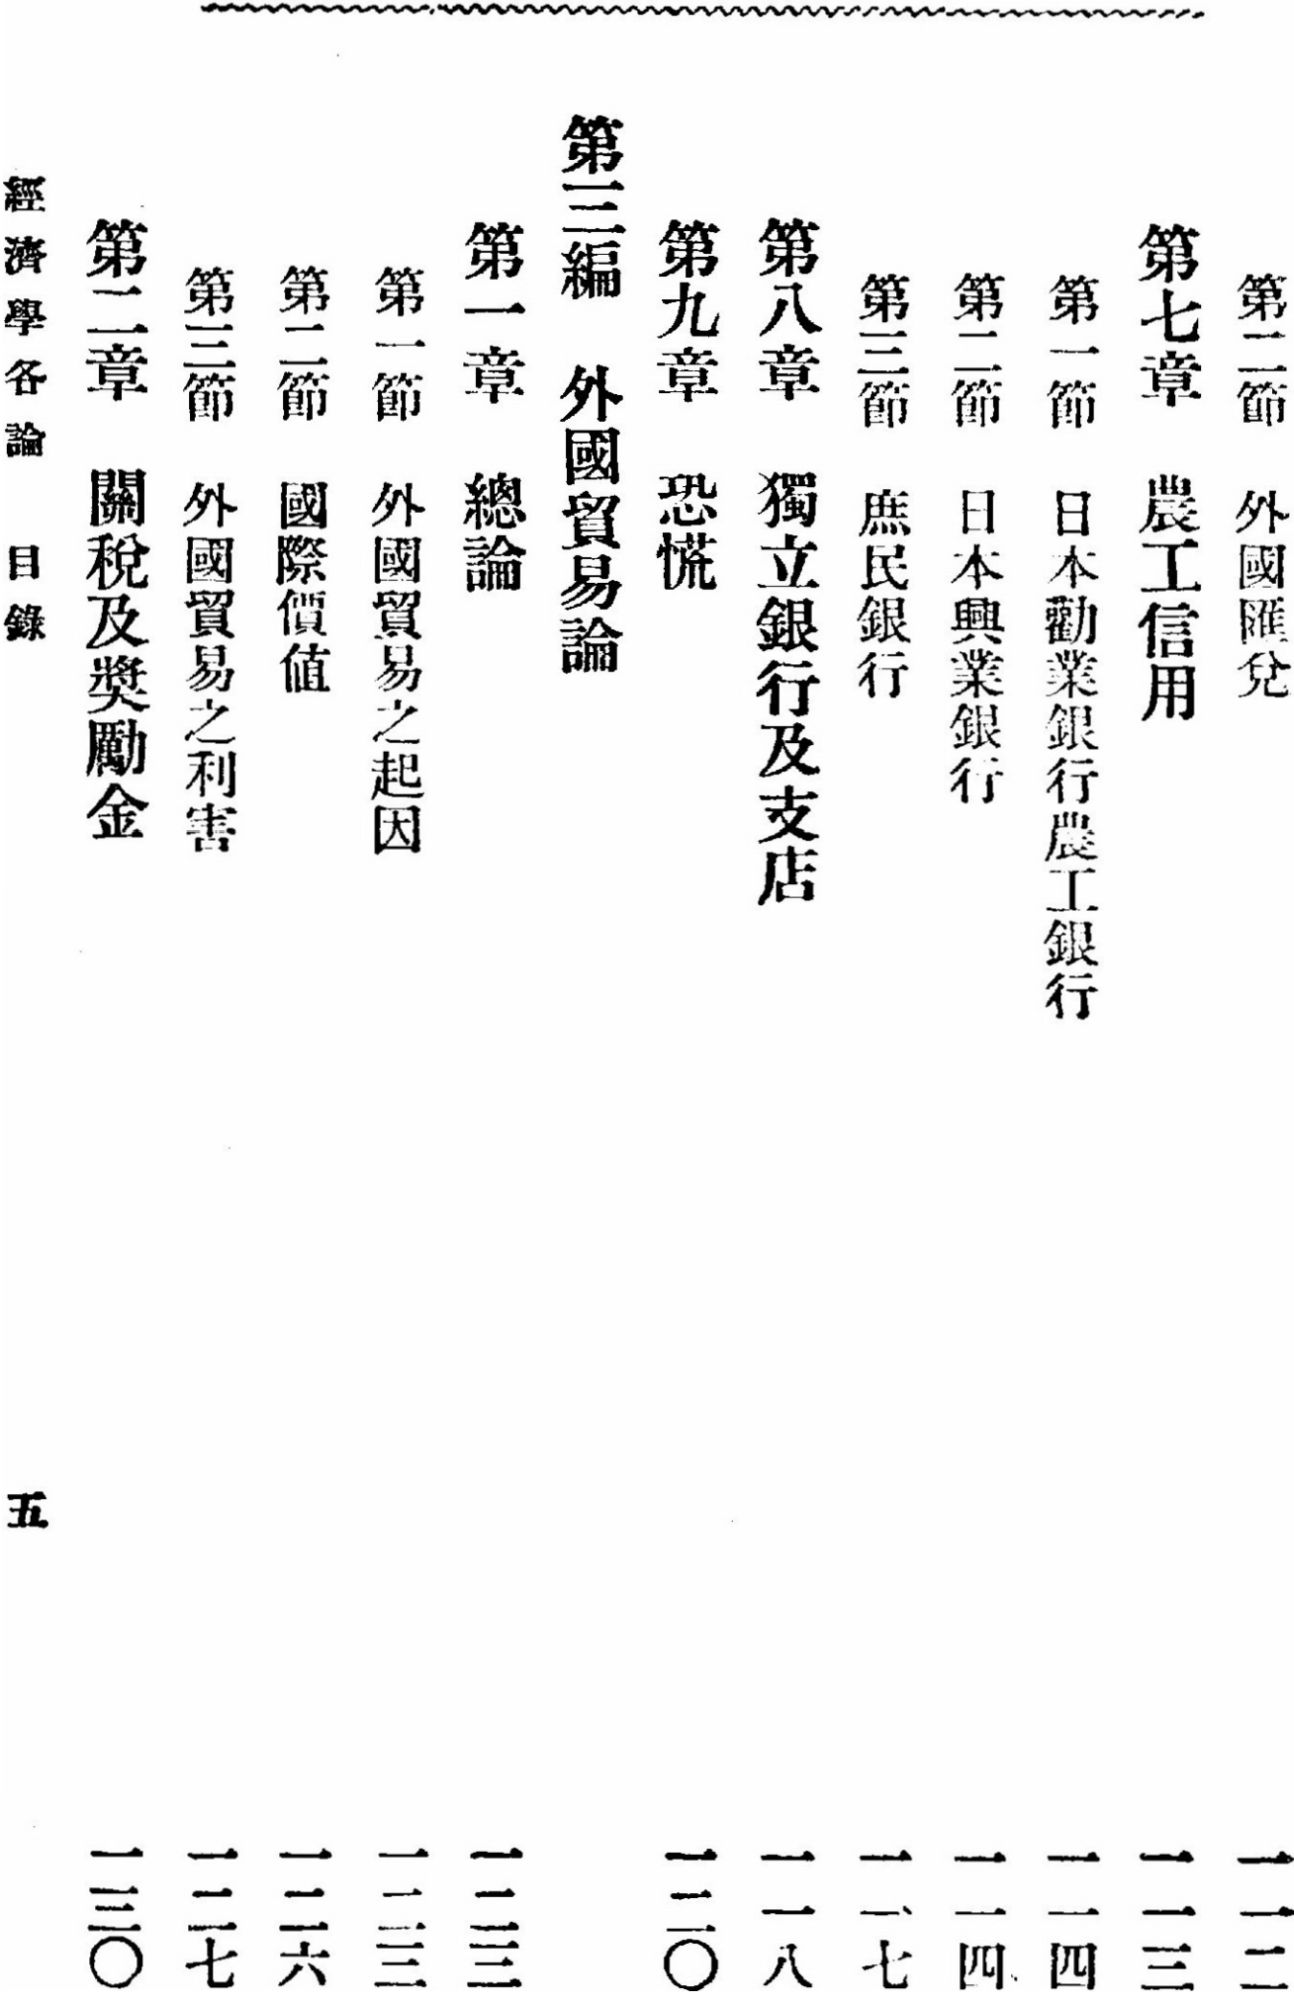 第二節　外國匯兌　一一二
第七章　農工信用　一一三
第一節　日本勸業銀行農工銀行　一一四
第二節　日本興業銀行　一一四
第三節　庶民銀行　一一七
第八章　獨立銀行及支店　一一八
第九章　恐慌　一二〇
第三編　外國貿易論
第一章　總論　一二三
第一節　外國貿易之起因　一二三
第二節　國際價値　一二六
第三節　外國貿易之利害　一二七
第二章　關稅及獎勵金　一三〇
經濟學各論　目錄　五